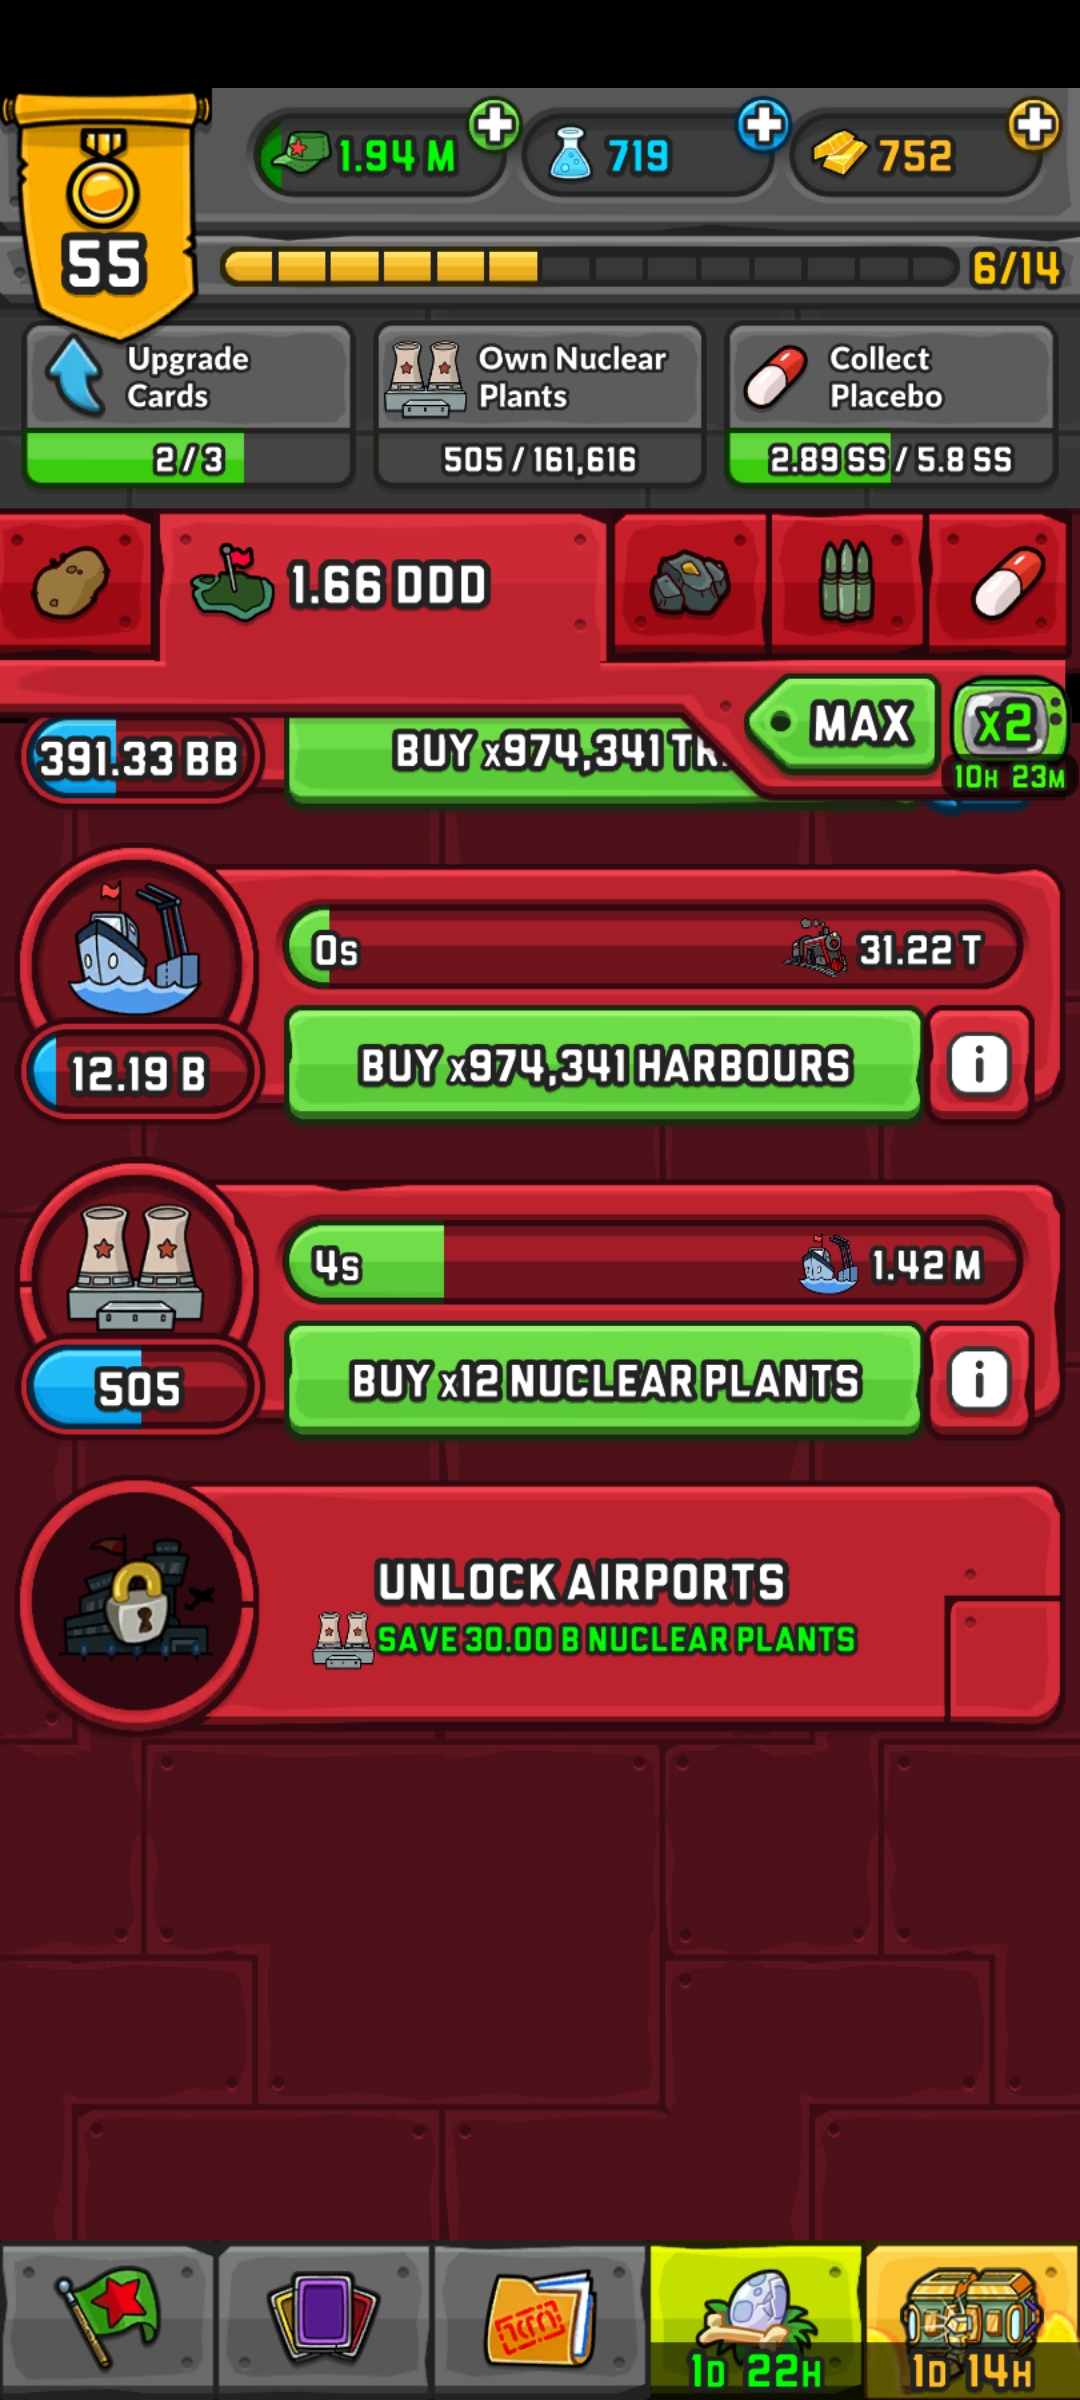 1.94 M
719
752
55
6/14
Upgrade
Cards
2/3
Own Nuclear
Plants
505 / 161,616
Collect
Placebo
2.89 SS / 5.8 SS
1.66 DDD
MAX
x2
10H 23M
391.33 BB
BUY x974,341
0s
31.22 T
12.19 B
BUY x974,341 HARBOURS
i
4s
1.42 M
505
BUY x12 NUCLEAR PLANTS
i
UNLOCK AIRPORTS
SAVE 30.00 B NUCLEAR PLANTS
1D 22H
1D 14H